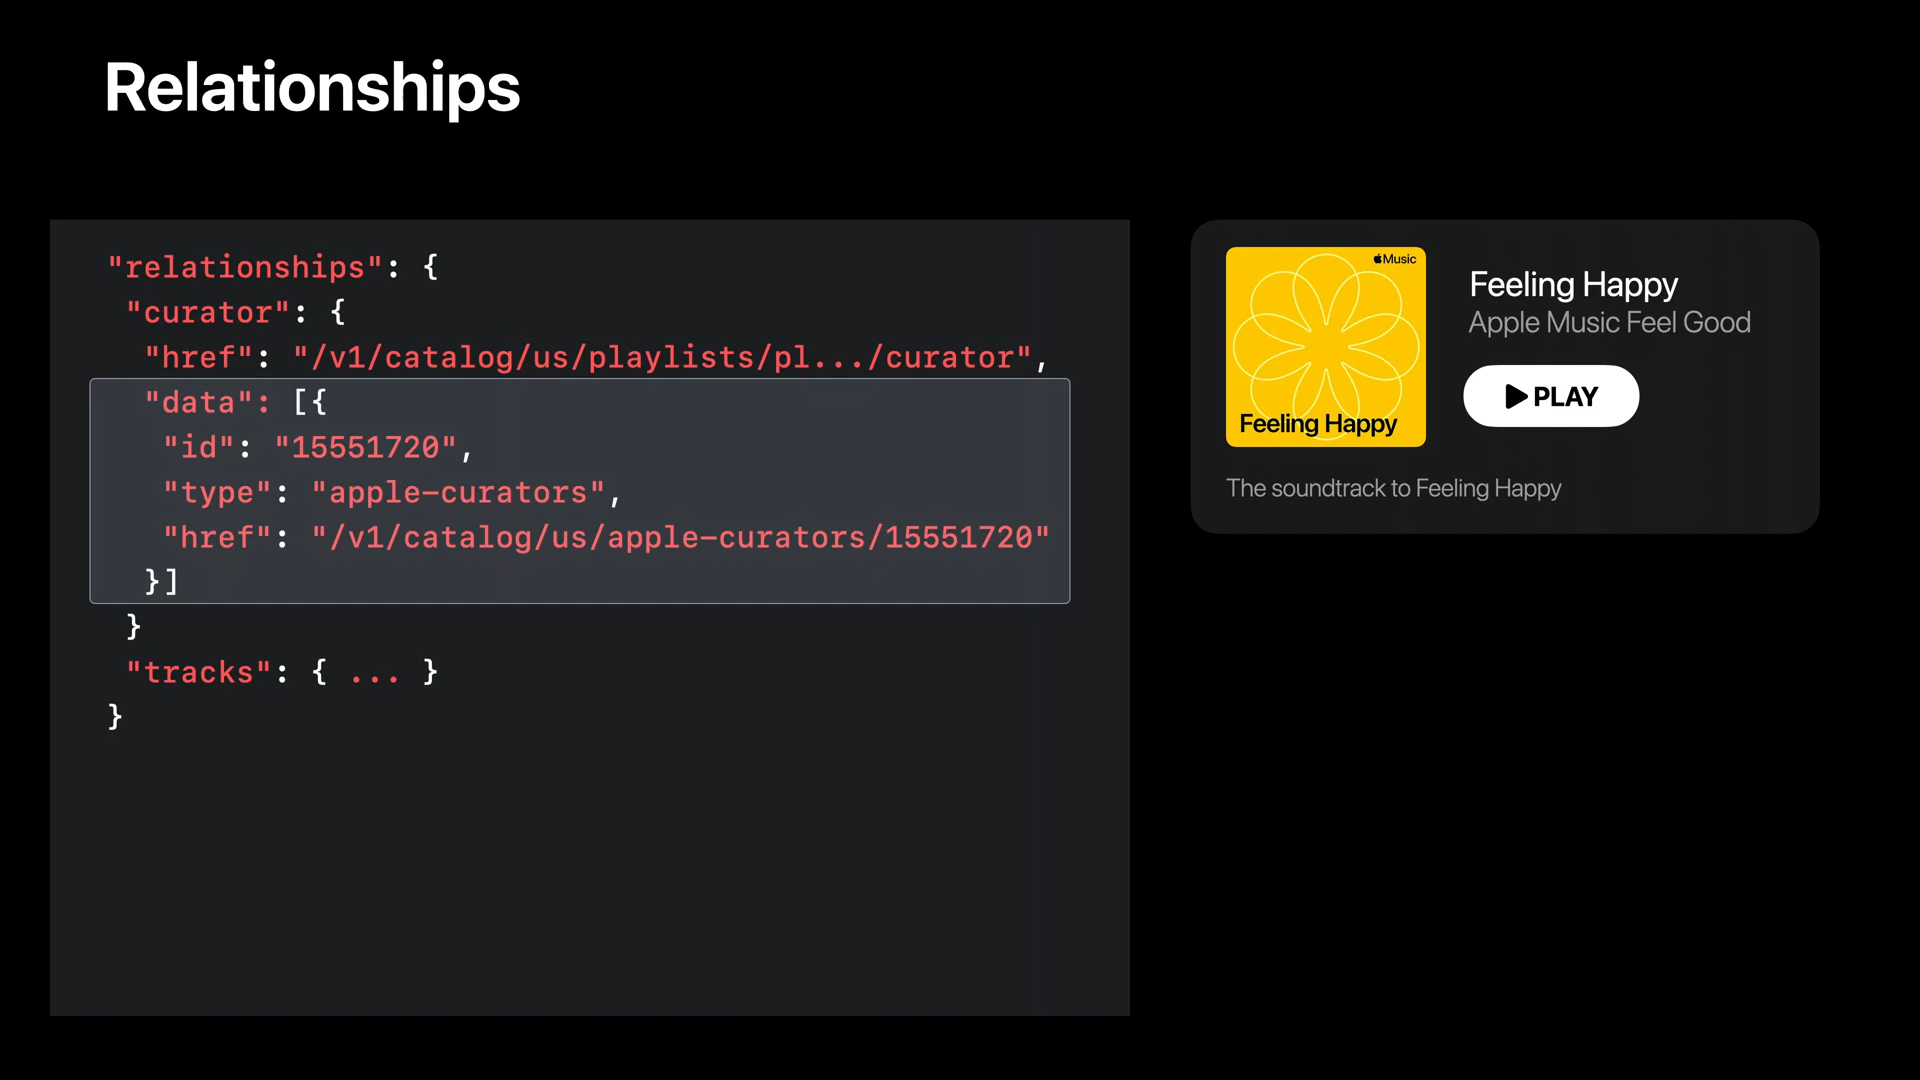 Relationships
"relationships": {
"curator": {
"href": "/v1/catalog/us/playlists/pl.../curator",
"data": [{
"id": "15551720",
"type": "apple-curators",
"href": "/v1/catalog/us/apple-curators/15551720"
}]
}
"tracks": { ... }
}
Music
Feeling Happy
Feeling Happy
Apple Music Feel Good
PLAY
The soundtrack to Feeling Happy